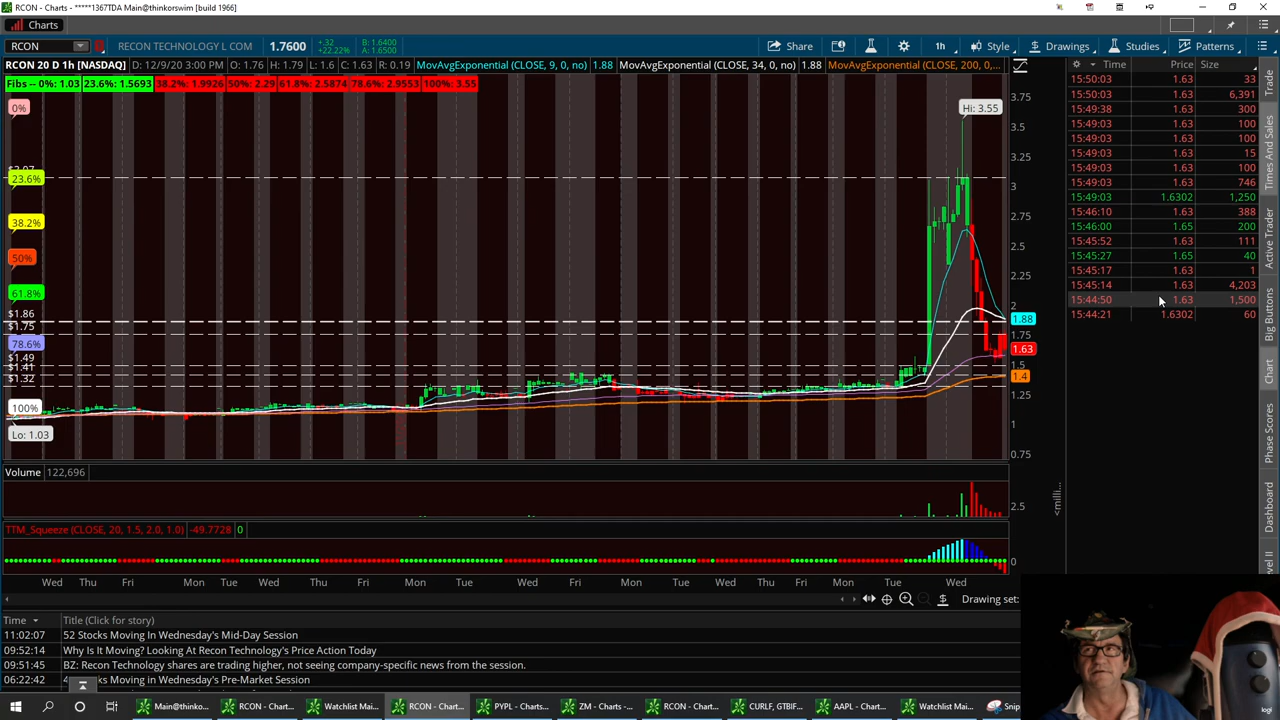 RCON - Charts - *****1367TDA Main@thinkorswim [build 1966]
Charts
RCON RECON TECHNOLOGY L COM 1.7600 +.32 +22.22% B: 1.6400 A: 1.6500 Share 1h Style Drawings Studies Patterns
RCON 20 D 1h [NASDAQ] D: 12/9/20 3:00 PM O: 1.76 H: 1.79 L: 1.6 C: 1.63 R: 0.19 MovAvgExponential (CLOSE, 9, 0, no) 1.88 MovAvgExponential (CLOSE, 34, 0, no) 1.88 MovAvgExponential (CLOSE, 200, 0,...
Fibs -- 0%: 1.03 23.6%: 1.5693 38.2%: 1.9926 50%: 2.29 61.8%: 2.5874 78.6%: 2.9553 100%: 3.55
0%
Hi: 3.55
23.6%
38.2%
50%
61.8%
$1.86
$1.75
78.6%
$1.49
$1.41
$1.32
100%
Lo: 1.03
3.75
3.5
3.25
3
2.75
2.5
2.25
2
1.88
1.75
1.63
1.5
1.4
1.25
1
0.75
Volume 122,696
2.5
<milli...
TTM_Squeeze (CLOSE, 20, 1.5, 2.0, 1.0) -49.7728 0
0
Wed Thu Fri Mon Tue Wed Thu Fri Mon Tue Wed Fri Mon Tue Wed Thu Fri Mon Tue Wed
Drawing set:
Time Price Size
15:50:03 1.63 33
15:50:03 1.63 6,391
15:49:38 1.63 300
15:49:03 1.63 100
15:49:03 1.63 100
15:49:03 1.63 15
15:49:03 1.63 100
15:49:03 1.63 746
15:49:03 1.6302 1,250
15:46:10 1.63 388
15:46:00 1.65 200
15:45:52 1.63 111
15:45:27 1.65 40
15:45:17 1.63 1
15:45:14 1.63 4,203
15:44:50 1.63 1,500
15:44:21 1.6302 60
Trade
Times And Sales
Active Trader
Big Buttons
Chart
Phase Scores
Dashboard
Time Title (Click for story)
11:02:07 52 Stocks Moving In Wednesday's Mid-Day Session
09:52:14 Why Is It Moving? Looking At Recon Technology's Price Action Today
09:51:45 BZ: Recon Technology shares are trading higher, not seeing company-specific news from the session.
06:22:42 Stocks Moving in Wednesday's Pre-Market Session
Main@thinko... RCON - Chart... Watchlist Mai... RCON - Chart... PYPL - Charts... ZM - Charts -... RCON - Chart... CURLF, GTBIF... AAPL - Charts... Watchlist Mai... Snip
logi